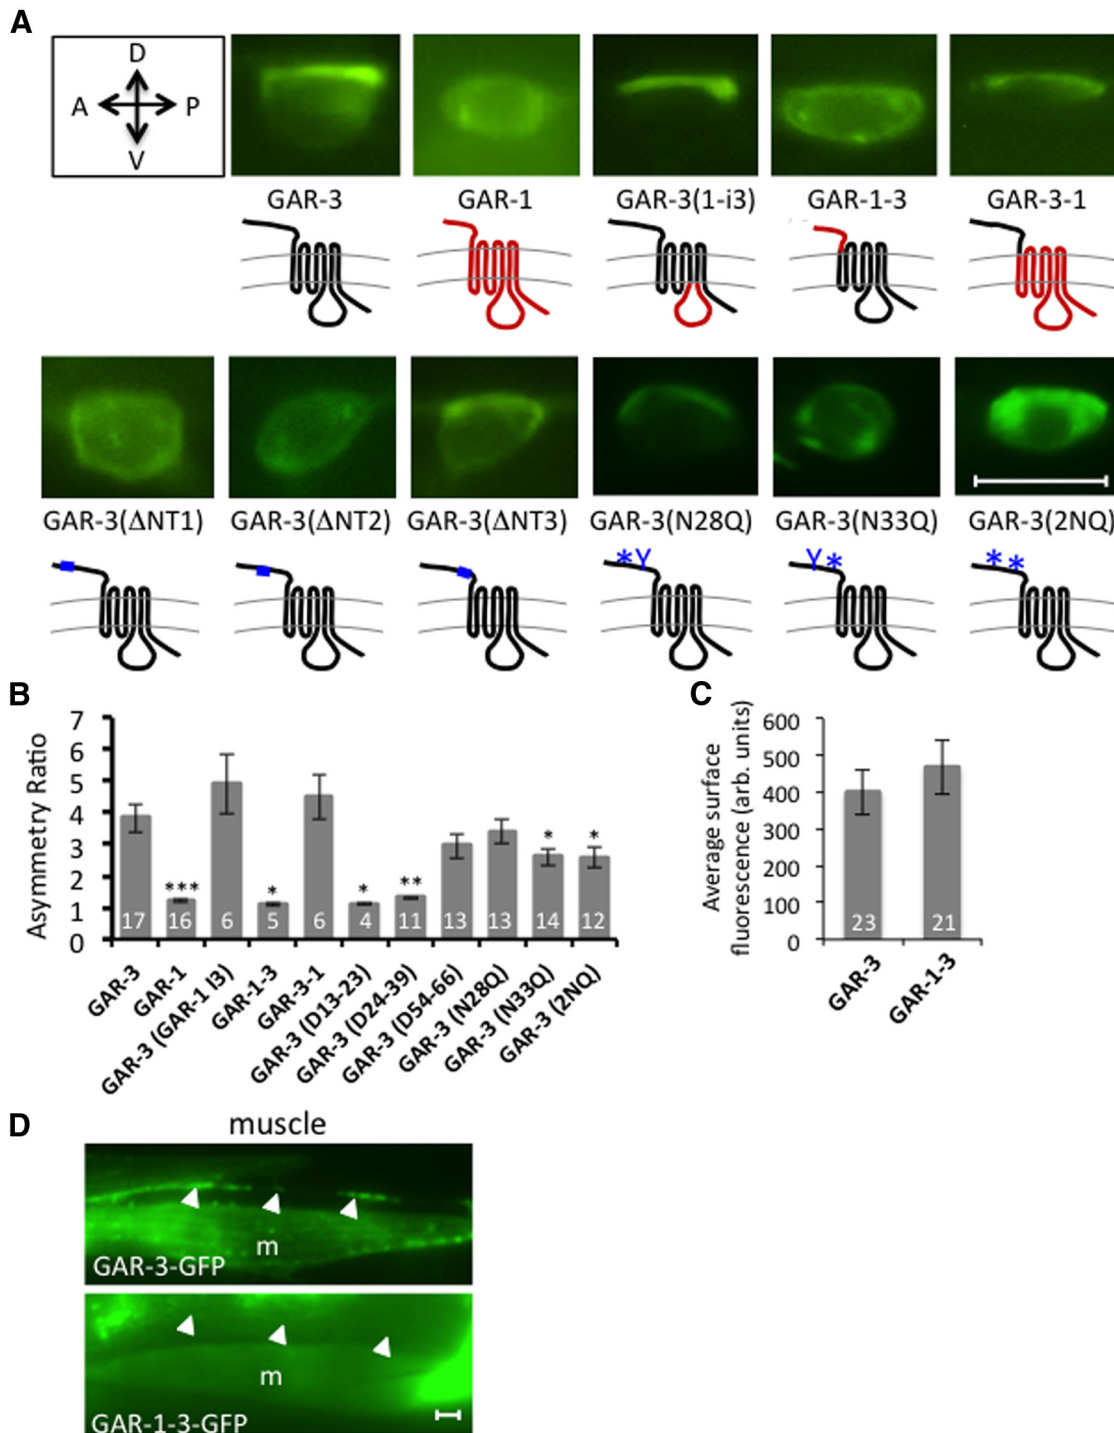 A
D
A P
V
GAR-3 GAR-1 GAR-3(1-i3) GAR-1-3 GAR-3-1
GAR-3(ΔNT1) GAR-3(ΔNT2) GAR-3(ΔNT3) GAR-3(N28Q) GAR-3(N33Q) GAR-3(2NQ)
*Y Y* * *
B
Asymmetry Ratio
7
6
5
4
3
2
1
0
*** * * ** * *
17 16 6 5 6 4 11 13 13 14 12
GAR-3
GAR-1
GAR-3 (GAR-1 I3)
GAR-1-3
GAR-3-1
GAR-3 (D13-23)
GAR-3 (D24-39)
GAR-3 (D54-66)
GAR-3 (N28Q)
GAR-3 (N33Q)
GAR-3 (2NQ)
C
Average surface
fluorescence (arb. units)
600
500
400
300
200
100
0
23 21
GAR-3
GAR-1-3
D
muscle
m
GAR-3-GFP
m
GAR-1-3-GFP